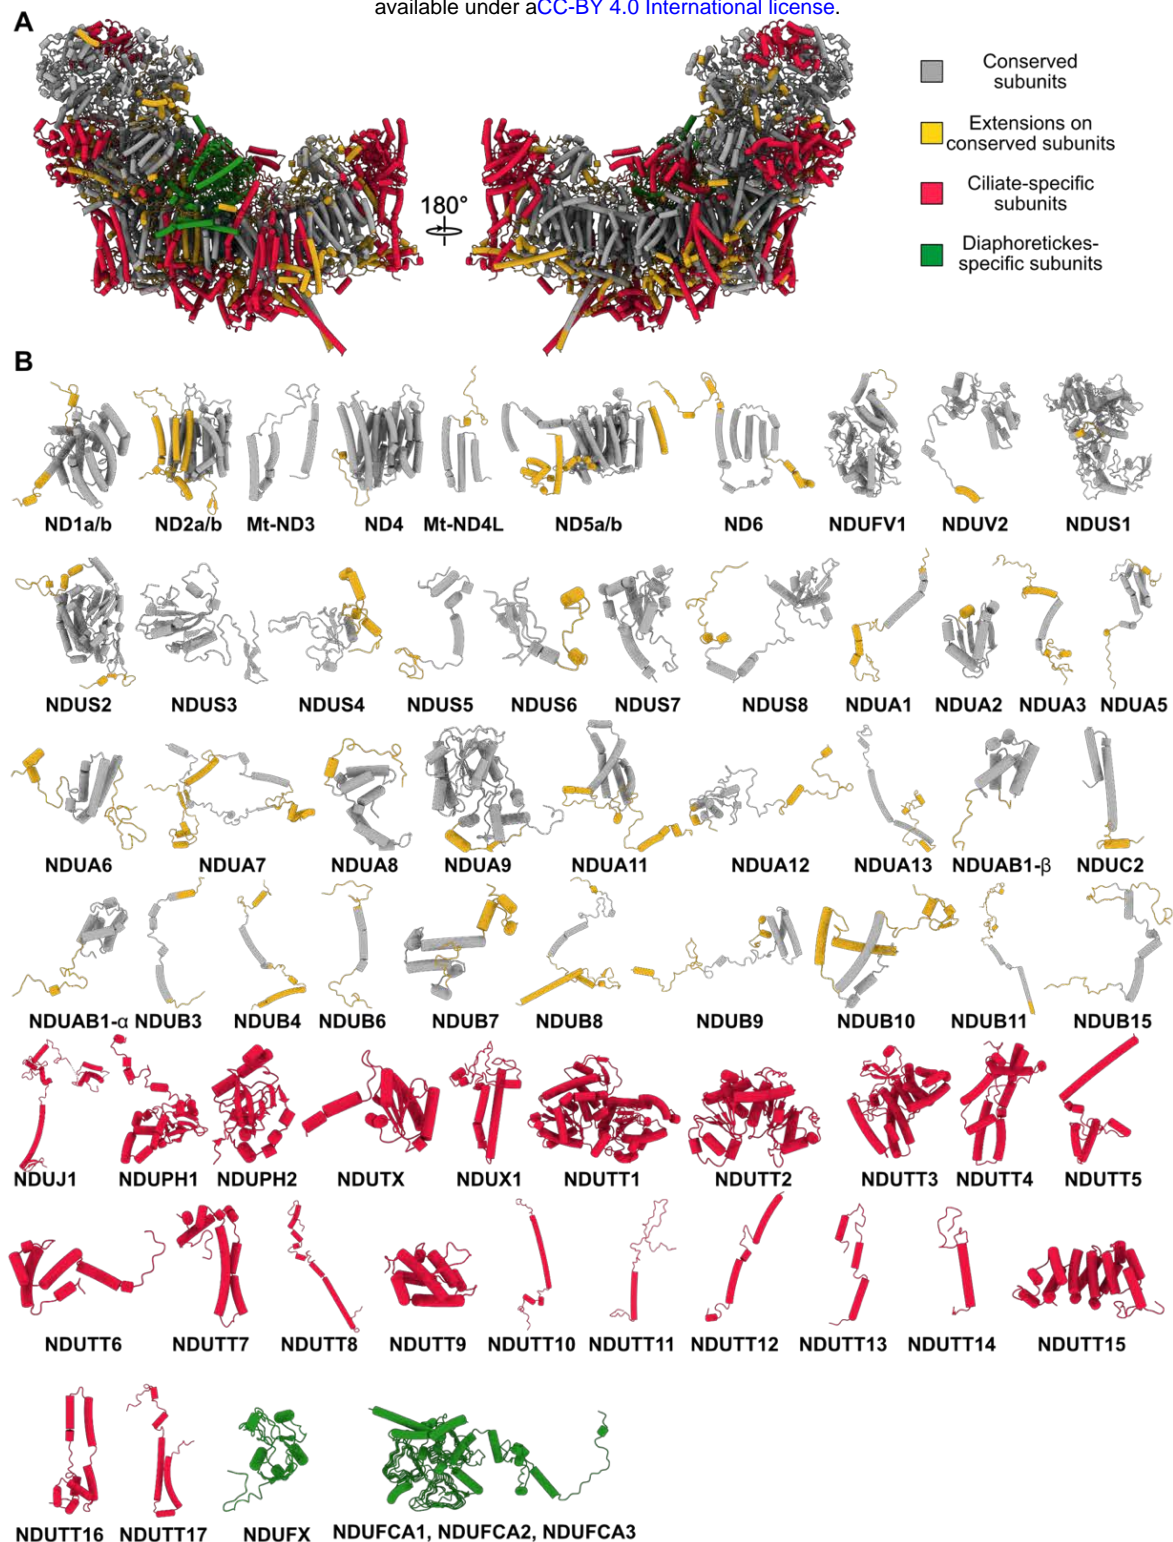 available under aCC-BY 4.0 International license.
A
Conserved
subunits
Extensions on
conserved subunits
Ciliate-specific
subunits
Diaphoretickes-
specific subunits
180°
B
ND1a/b ND2a/b Mt-ND3 ND4 Mt-ND4L ND5a/b ND6 NDUFV1 NDUV2 NDUS1
NDUS2 NDUS3 NDUS4 NDUS5 NDUS6 NDUS7 NDUS8 NDUA1 NDUA2 NDUA3 NDUA5
NDUA6 NDUA7 NDUA8 NDUA9 NDUA11 NDUA12 NDUA13 NDUAB1-β NDUC2
NDUAB1-α NDUB3 NDUB4 NDUB6 NDUB7 NDUB8 NDUB9 NDUB10 NDUB11 NDUB15
NDUJ1 NDUPH1 NDUPH2 NDUTX NDUX1 NDUTT1 NDUTT2 NDUTT3 NDUTT4 NDUTT5
NDUTT6 NDUTT7 NDUTT8 NDUTT9 NDUTT10 NDUTT11 NDUTT12 NDUTT13 NDUTT14 NDUTT15
NDUTT16 NDUTT17 NDUFX NDUFCA1, NDUFCA2, NDUFCA3